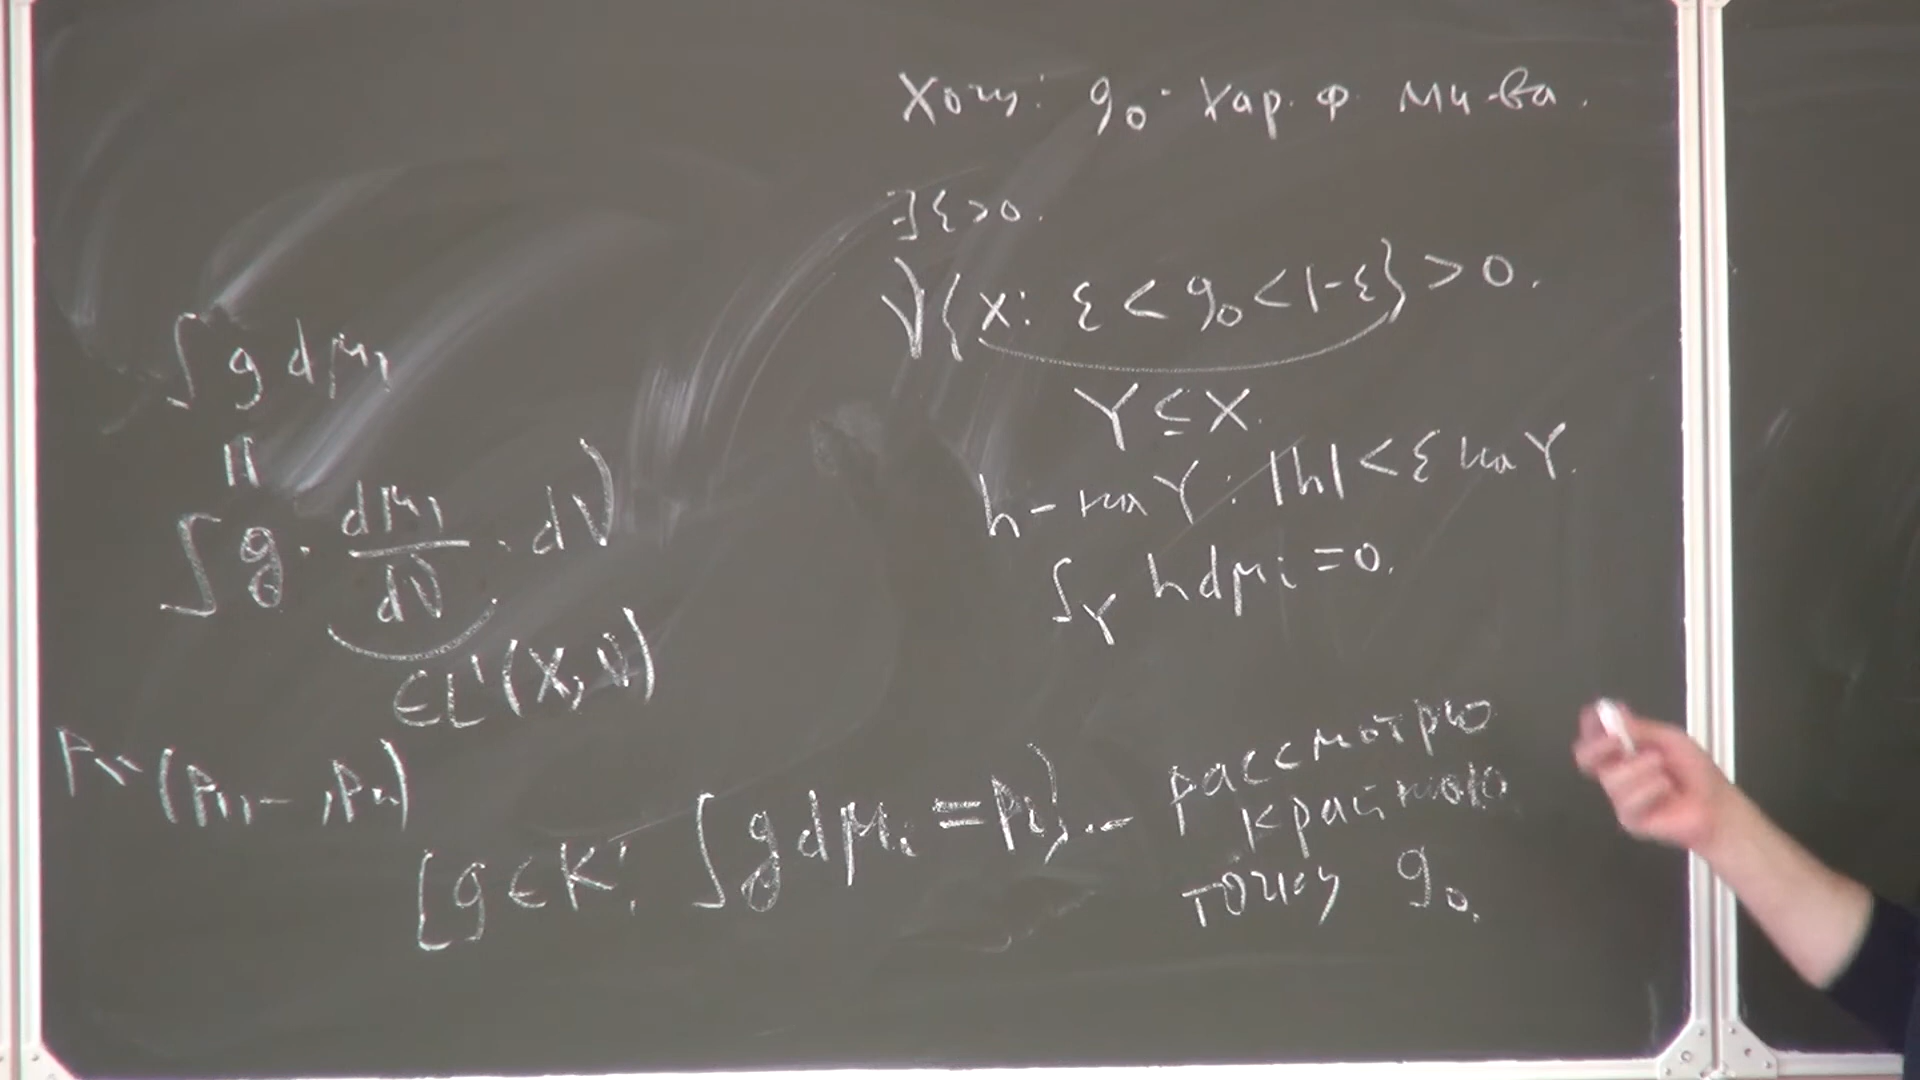 ∫ g dμ₁
||
∫ g · dμ₁/dν · dν
∈ L¹(X, ν)
(p₁, –, pₙ)
{g ∈ K: ∫ g dμᵢ = pᵢ} –
рассмотрю
крайнюю
точку g₀.
Хочу: g₀ - хар. ф. мн-ва.
∃ ε > 0.
ν{x: ε < g₀ < 1-ε} > 0.
Y ⊆ X.
h - на Y: |h| < ε на Y.
∫_Y h dμᵢ = 0.